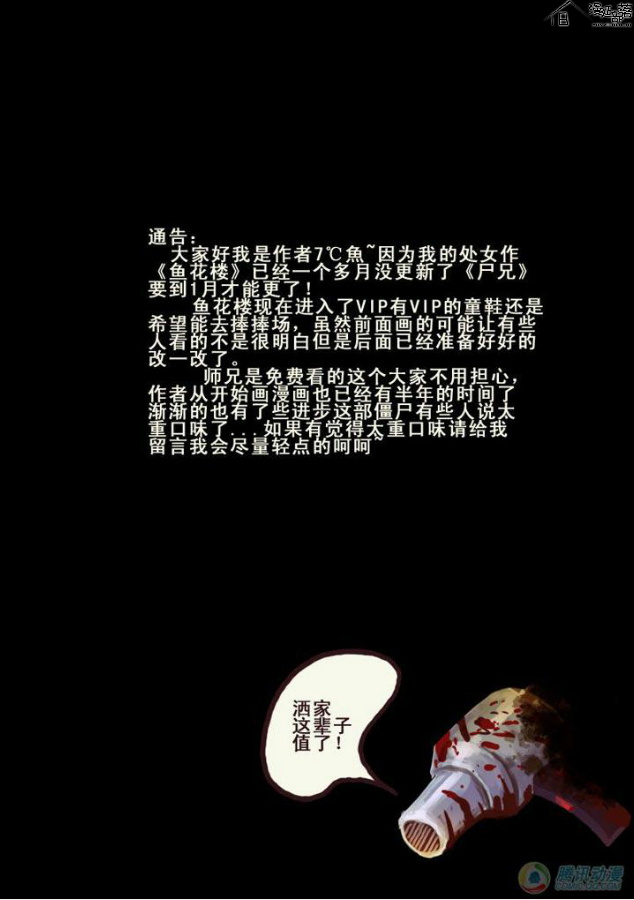 漫画部落
通告：
大家好我是作者7℃魚~因为我的处女作
《鱼花楼》已经一个多月没更新了《尸兄》
要到1月才能更了！
鱼花楼现在进入了VIP有VIP的童鞋还是
希望能去捧捧场，虽然前面画的可能让有些
人看的不是很明白但是后面已经准备好好的
改一改了。
师兄是免费看的这个大家不用担心，
作者从开始画漫画也已经有半年的时间了
渐渐的也有了些进步这部僵尸有些人说太
重口味了...如果有觉得太重口味请给我
留言我会尽量轻点的呵呵~
洒家
这辈子
值了！
腾讯动漫